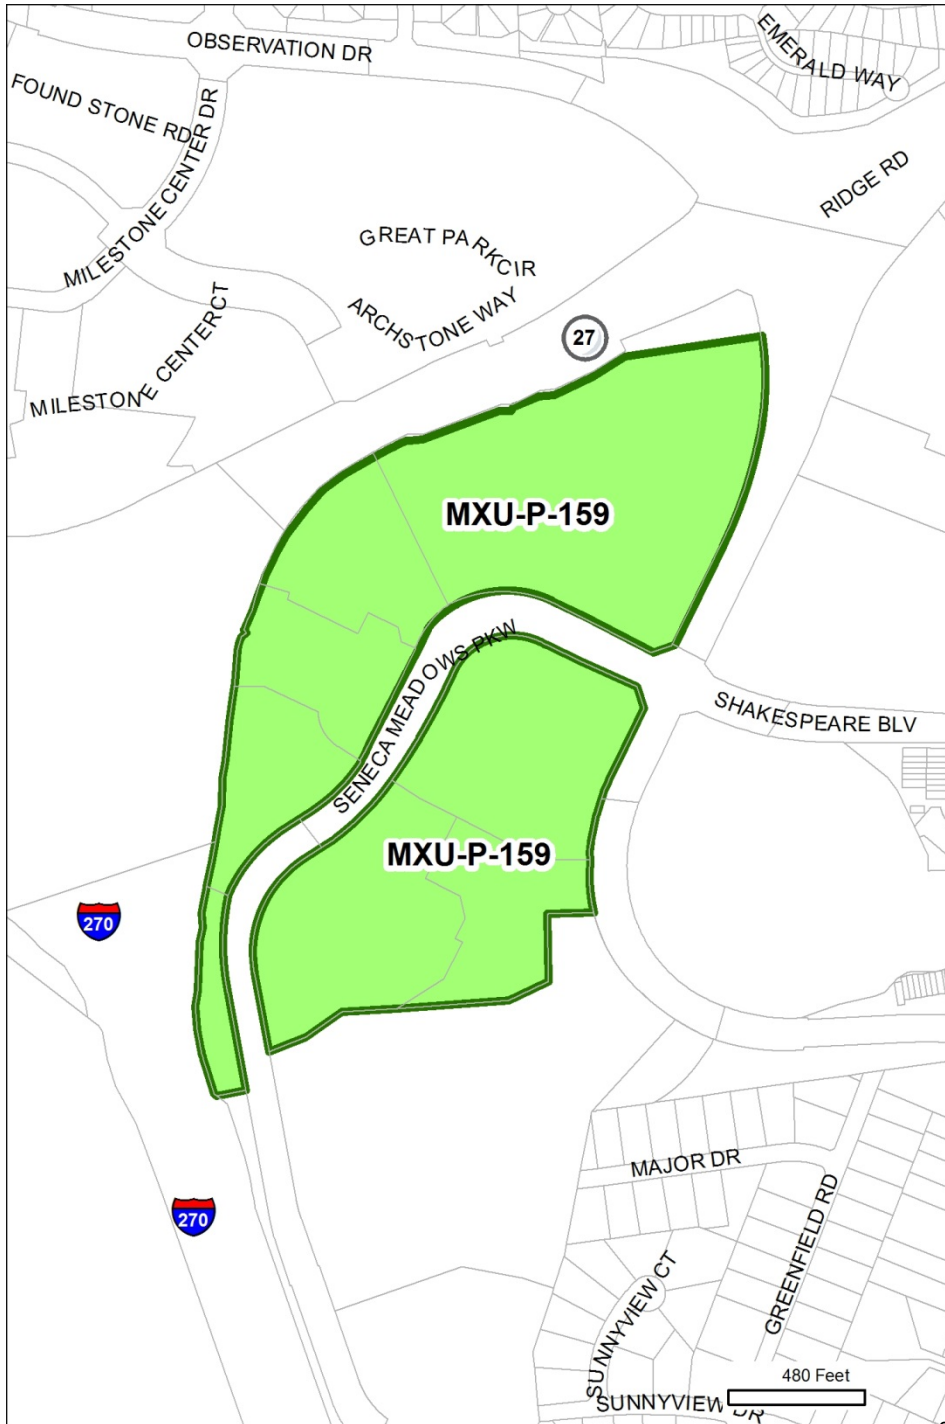 OBSERVATION DR
EMERALD WAY
FOUND STONE RD
MILESTONE CENTER DR
RIDGE RD
GREAT PARK CIR
ARCHSTONE WAY
MILESTONE CENTER CT
27
MXU-P-159
SENECA MEADOWS PKW
SHAKESPEARE BLV
MXU-P-159
270
MAJOR DR
270
GREENFIELD RD
SUNNYVIEW CT
480 Feet
SUNNYVIEW DR